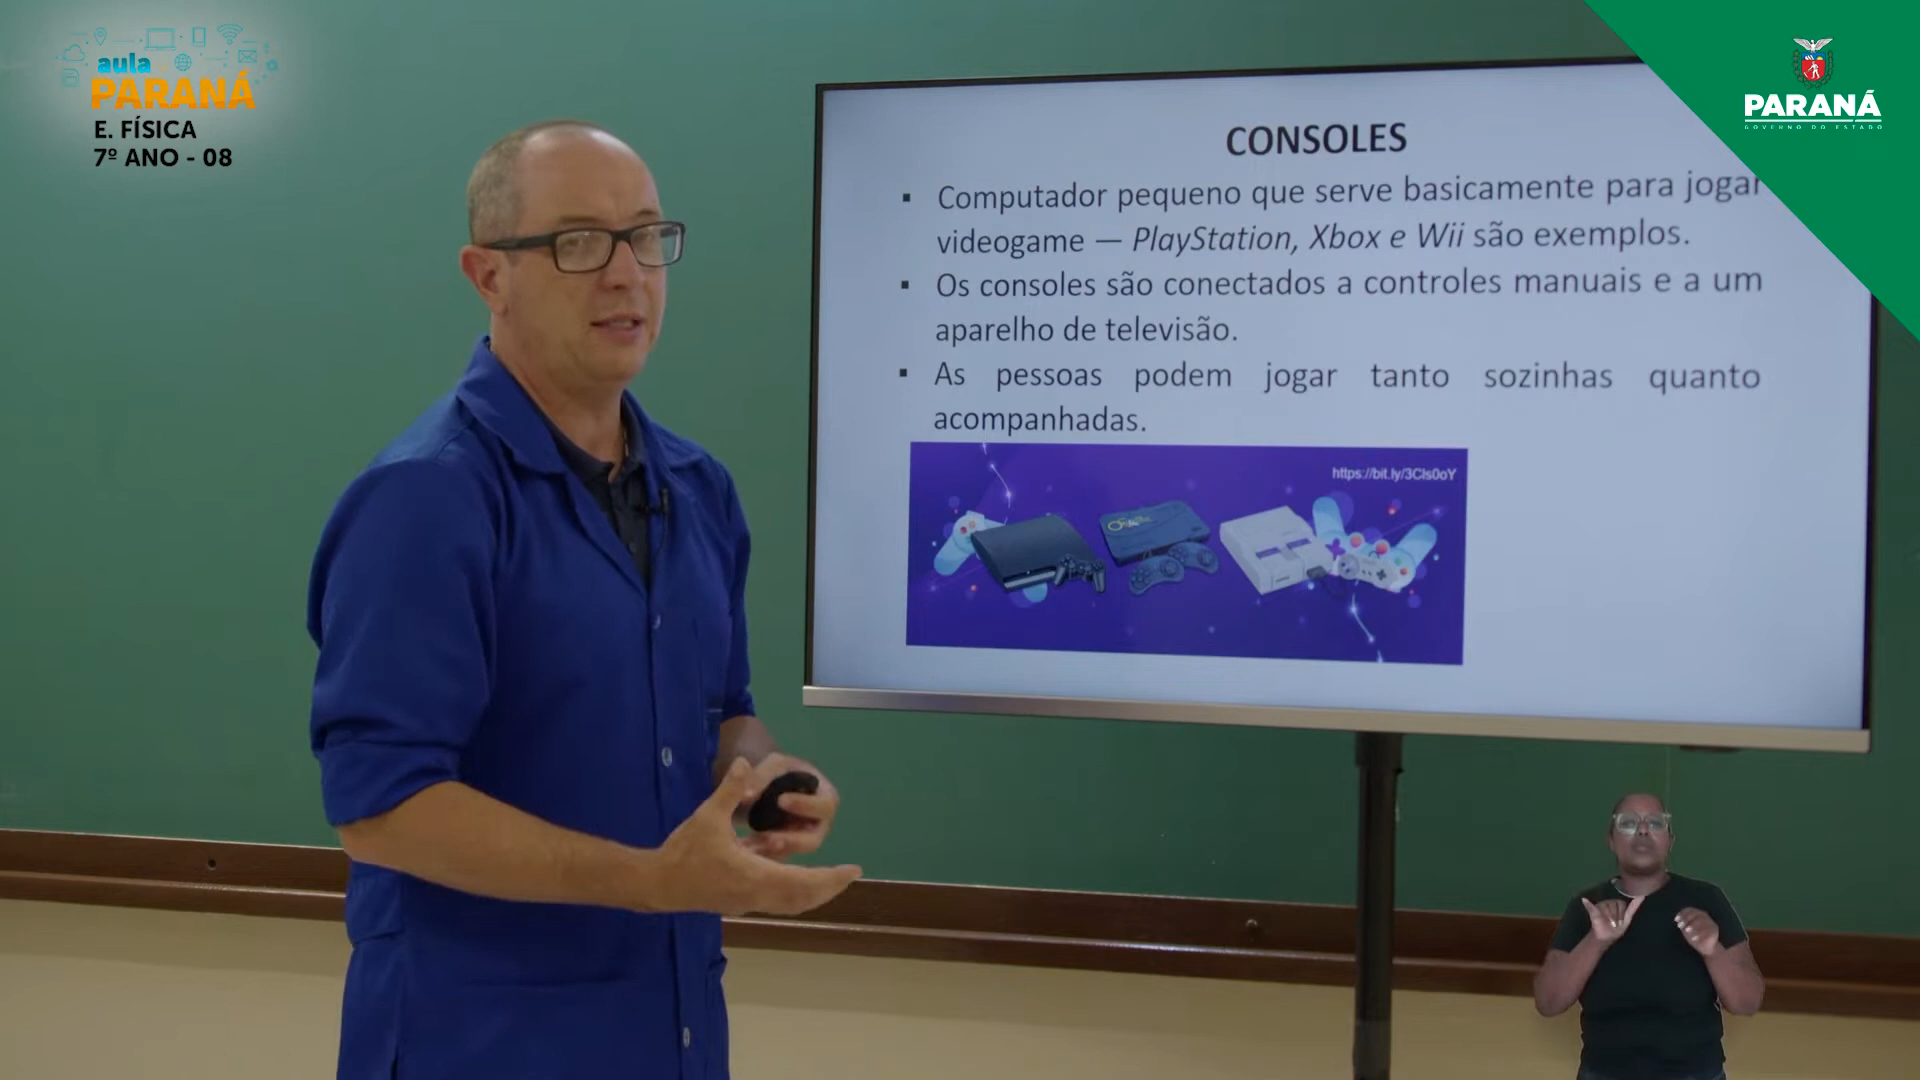 aula
PARANÁ
E. FÍSICA
7º ANO - 08
PARANÁ
GOVERNO DO ESTADO
CONSOLES
▪ Computador pequeno que serve basicamente para jogar
videogame — PlayStation, Xbox e Wii são exemplos.
▪ Os consoles são conectados a controles manuais e a um
aparelho de televisão.
▪ As pessoas podem jogar tanto sozinhas quanto
acompanhadas.
https://bit.ly/3Cls0oY